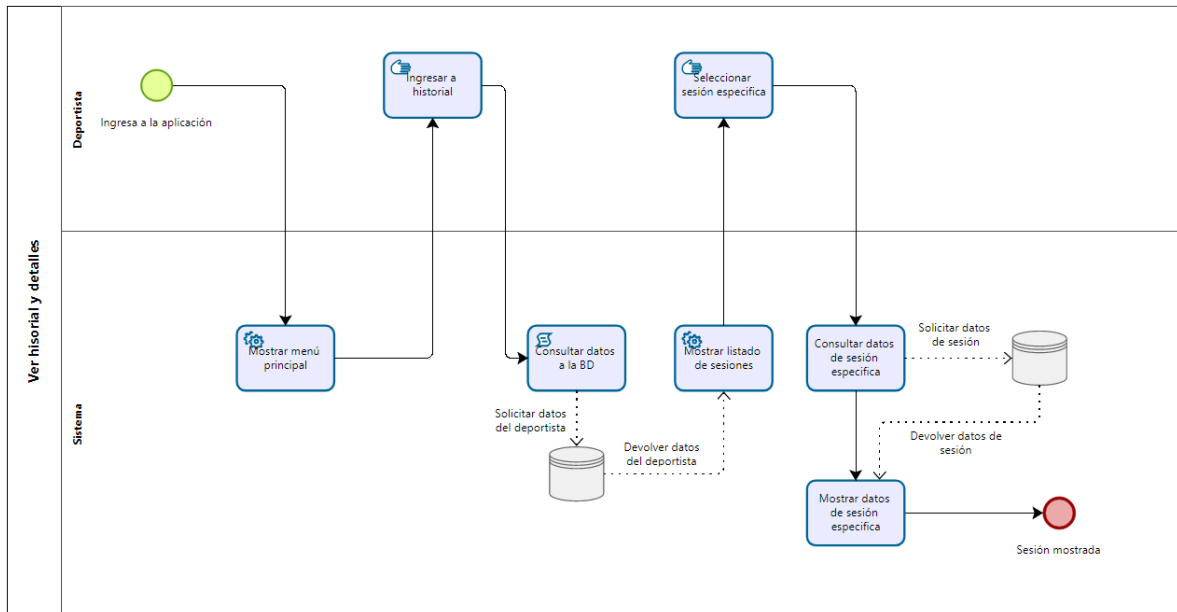 Ver hisorial y detalles
Deportista
Ingresa a la aplicación
Ingresar a
historial
Seleccionar
sesión especifica
Sistema
Mostrar menú
principal
Consultar datos
a la BD
Solicitar datos
del deportista
Devolver datos
del deportista
Mostrar listado
de sesiones
Consultar datos
de sesión
especifica
Solicitar datos
de sesión
Devolver datos de
sesión
Mostrar datos
de sesión
especifica
Sesión mostrada